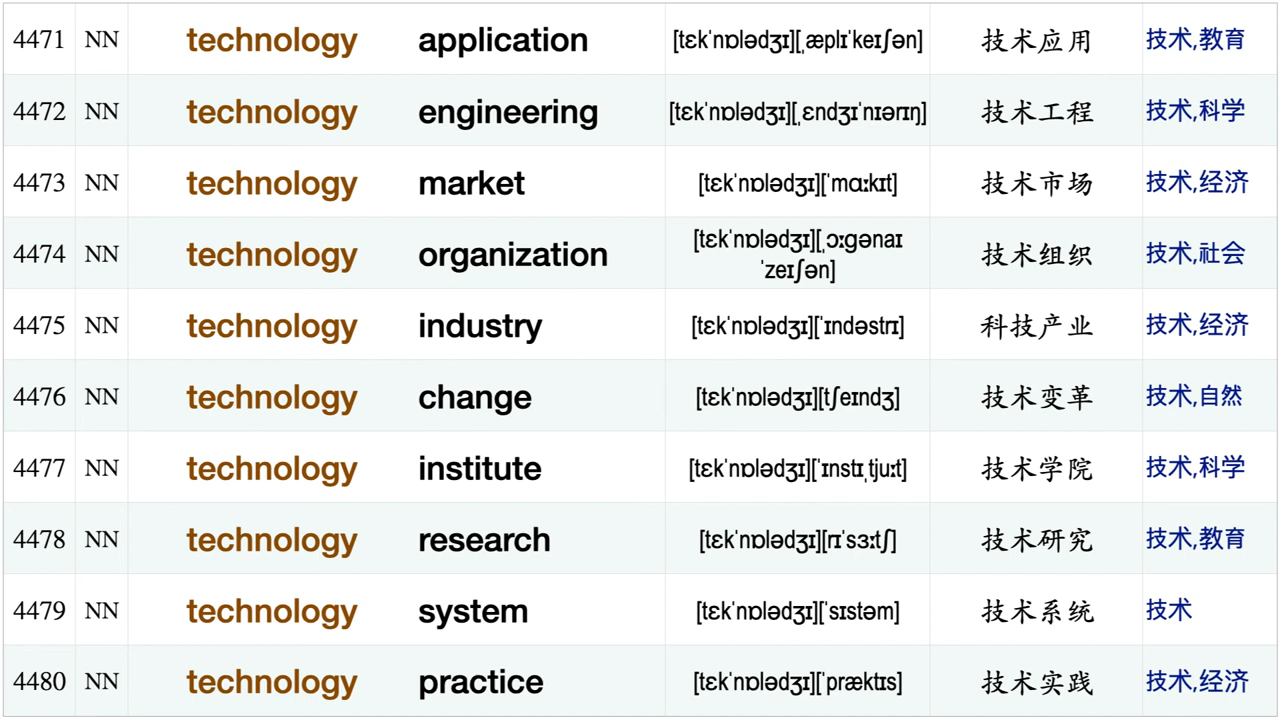 4471 NN technology application [tɛkˈnɒlədʒɪ][ˌæplɪˈkeɪʃən] 技术应用 技术,教育
4472 NN technology engineering [tɛkˈnɒlədʒɪ][ˌɛndʒɪˈnɪərɪŋ] 技术工程 技术,科学
4473 NN technology market [tɛkˈnɒlədʒɪ][ˈmɑːkɪt] 技术市场 技术,经济
4474 NN technology organization [tɛkˈnɒlədʒɪ][ˌɔːɡənaɪ
ˈzeɪʃən] 技术组织 技术,社会
4475 NN technology industry [tɛkˈnɒlədʒɪ][ˈɪndəstrɪ] 科技产业 技术,经济
4476 NN technology change [tɛkˈnɒlədʒɪ][tʃeɪndʒ] 技术变革 技术,自然
4477 NN technology institute [tɛkˈnɒlədʒɪ][ˈɪnstɪˌtjuːt] 技术学院 技术,科学
4478 NN technology research [tɛkˈnɒlədʒɪ][rɪˈsɜːtʃ] 技术研究 技术,教育
4479 NN technology system [tɛkˈnɒlədʒɪ][ˈsɪstəm] 技术系统 技术
4480 NN technology practice [tɛkˈnɒlədʒɪ][ˈpræktɪs] 技术实践 技术,经济